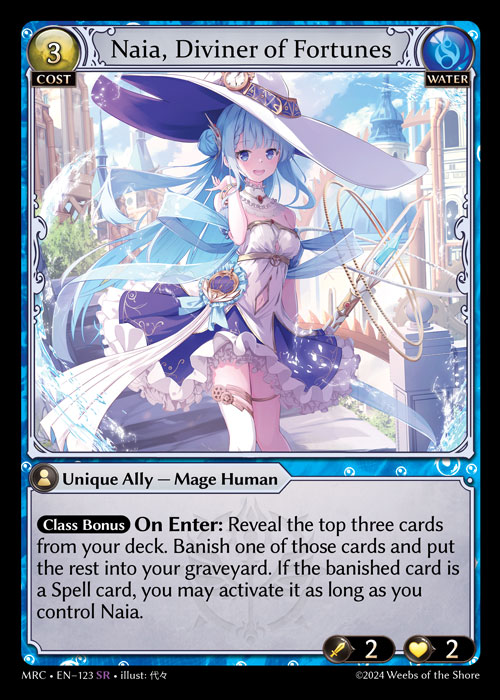 3
Naia, Diviner of Fortunes
COST
WATER
Unique Ally — Mage Human
Class Bonus On Enter: Reveal the top three cards
from your deck. Banish one of those cards and put
the rest into your graveyard. If the banished card is
a Spell card, you may activate it as long as you
control Naia.
2
2
MRC • EN–123 SR • illust: 代々
©2024 Weebs of the Shore